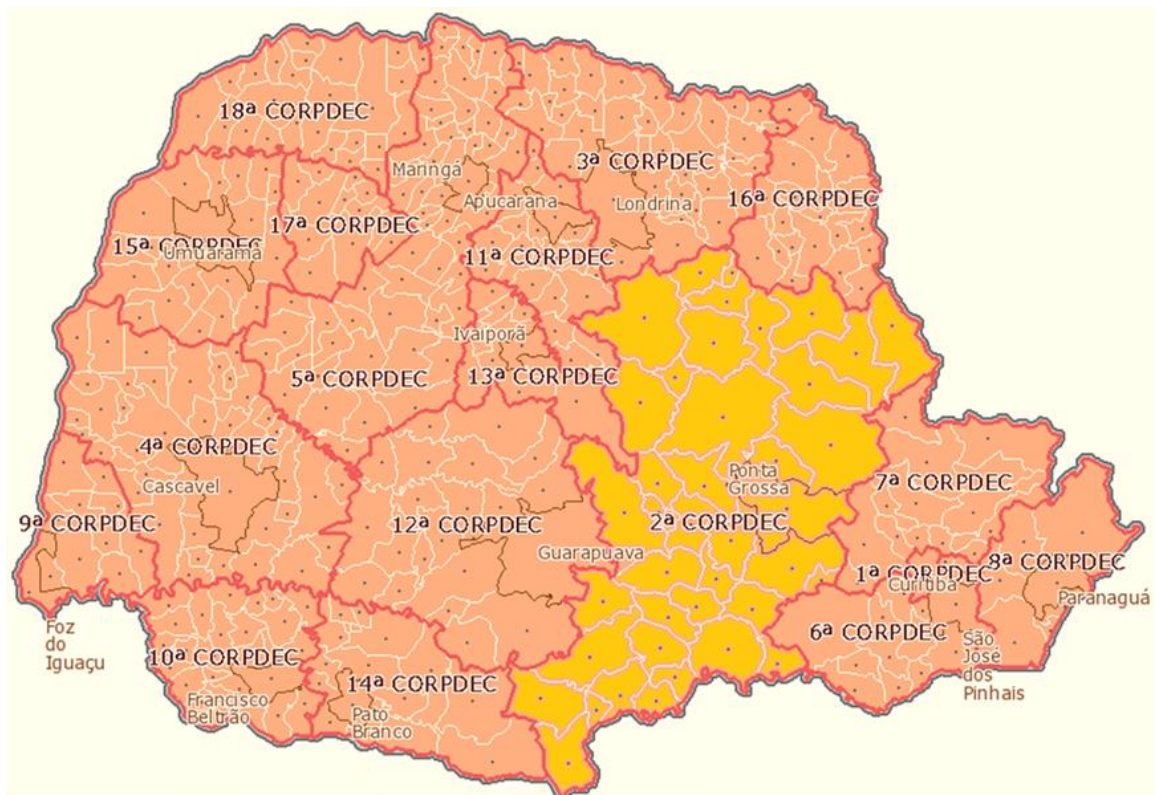 18ª CORPDEC
3ª CORPDEC
Maringá
Apucarana
Londrina
16ª CORPDEC
17ª CORPDEC
15ª CORPDEC
Umuarama
11ª CORPDEC
Ivaiporã
5ª CORPDEC
13ª CORPDEC
4ª CORPDEC
Cascavel
Ponta
Grossa
7ª CORPDEC
9ª CORPDEC
12ª CORPDEC
2ª CORPDEC
Guarapuava
8ª CORPDEC
1ª CORPDEC
Curitiba
Paranaguá
Foz
do
Iguaçu
6ª CORPDEC
São
José
dos
Pinhais
10ª CORPDEC
14ª CORPDEC
Francisco
Beltrão
Pato
Branco